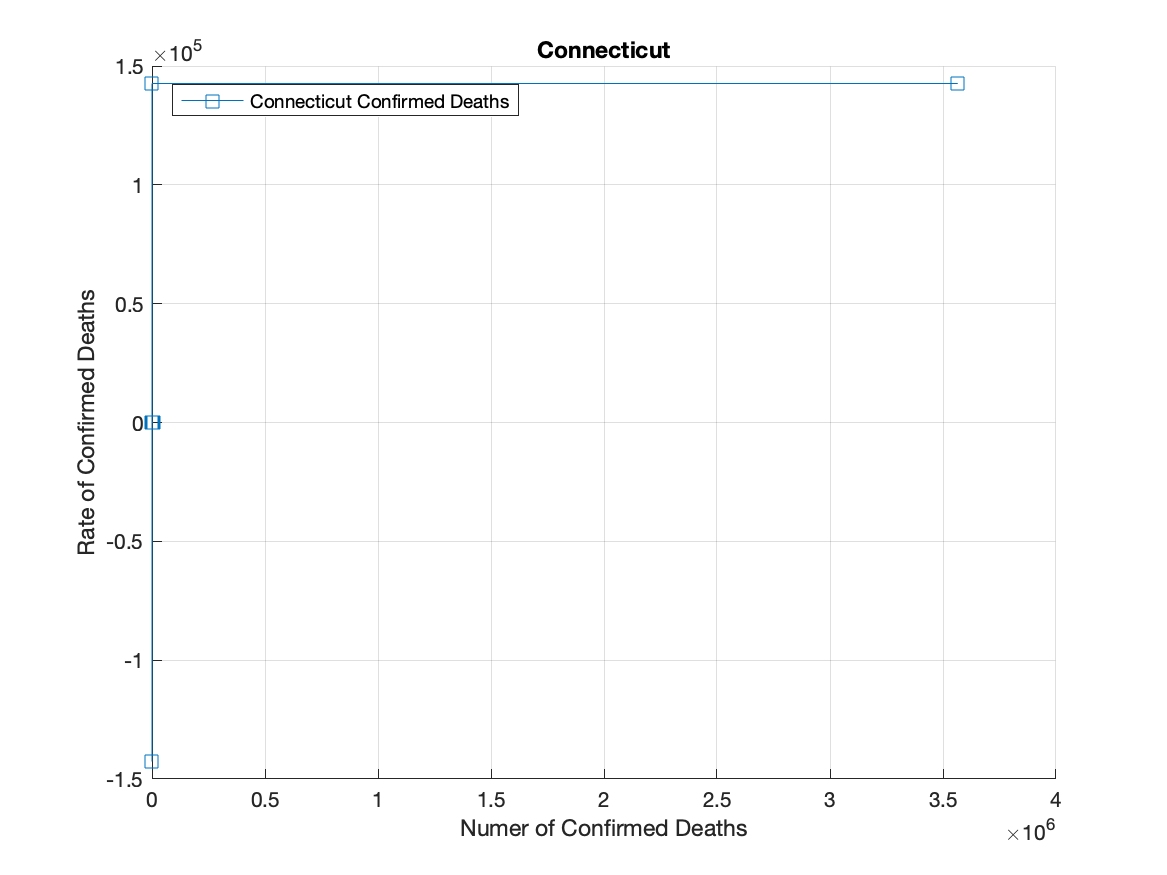 Connecticut
×10^5
1.5
1
0.5
0
-0.5
-1
-1.5
Rate of Confirmed Deaths
Connecticut Confirmed Deaths
0 0.5 1 1.5 2 2.5 3 3.5 4
×10^6
Numer of Confirmed Deaths